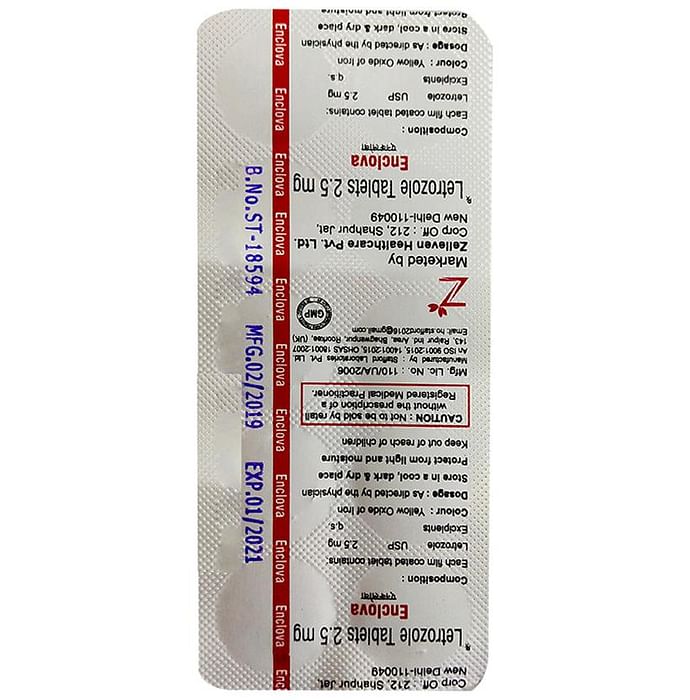 Corp Off : 212, Shahpur Jat,
New Delhi-110049
℞Letrozole Tablets 2.5 mg
Enclova
एनक्लोवा
Composition :
Each film coated tablet contains:
Letrozole USP 2.5 mg
Excipients q.s.
Colour : Yellow Oxide of Iron
Dosage : As directed by the physician
Store in a cool, dark & dry place
Protect from light and moisture
Keep out of reach of children
CAUTION : Not to be sold by retail
without the prescription of a
Registered Medical Practitioner.
Mfg. Lic. No. : 110/UA/2006
Manufactured by : Stafford Laboratories Pvt. Ltd.
An ISO 9001:2015, 14001:2015, OHSAS 18001:2007
143, Raipur Ind. Area, Bhagwanpur, Roorkee, (UK)
Email: ho.stafford2016@gmail.com
GMP
Z
Marketed by
Zelleven Healthcare Pvt. Ltd.
Corp Off : 212, Shahpur Jat,
New Delhi-110049
℞Letrozole Tablets 2.5 mg
Enclova
एनक्लोवा
Composition :
Each film coated tablet contains:
Letrozole USP 2.5 mg
Excipients q.s.
Colour : Yellow Oxide of Iron
Dosage : As directed by the physician
Store in a cool, dark & dry place
Protect from light and moisture
Enclova Enclova Enclova Enclova Enclova Enclova Enclova Enclova Enclova Enclova Enc
B.No.ST-18594 MFG.02/2019 EXP.01/2021